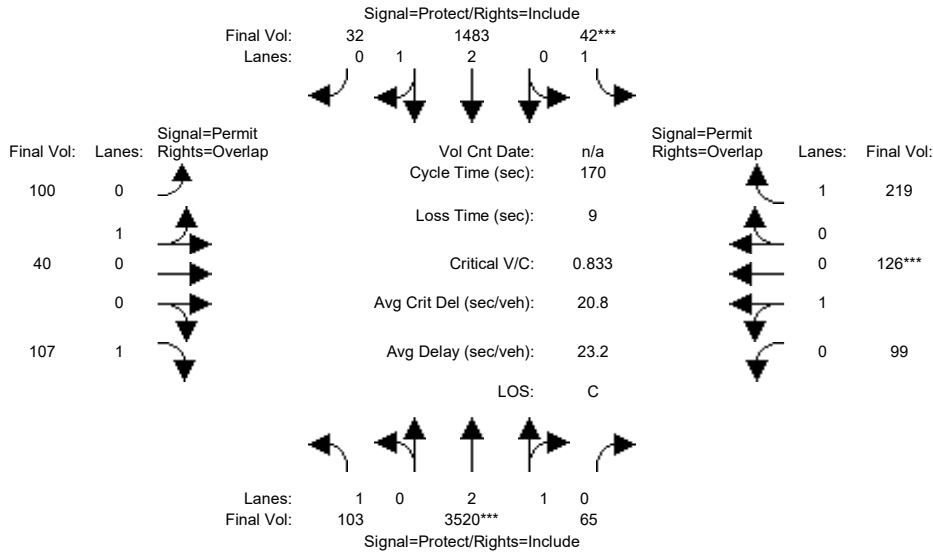 Signal=Protect/Rights=Include
Final Vol: 32 1483 42***
Lanes: 0 1 2 0 1
Signal=Permit Signal=Permit
Final Vol: Lanes: Rights=Overlap Vol Cnt Date: n/a Rights=Overlap Lanes: Final Vol:
Cycle Time (sec): 170
100 0 1 219
Loss Time (sec): 9
1 0
40 0 Critical V/C: 0.833 0 126***
0 Avg Crit Del (sec/veh): 20.8 1
107 1 Avg Delay (sec/veh): 23.2 0 99
LOS: C
Lanes: 1 0 2 1 0
Final Vol: 103 3520*** 65
Signal=Protect/Rights=Include